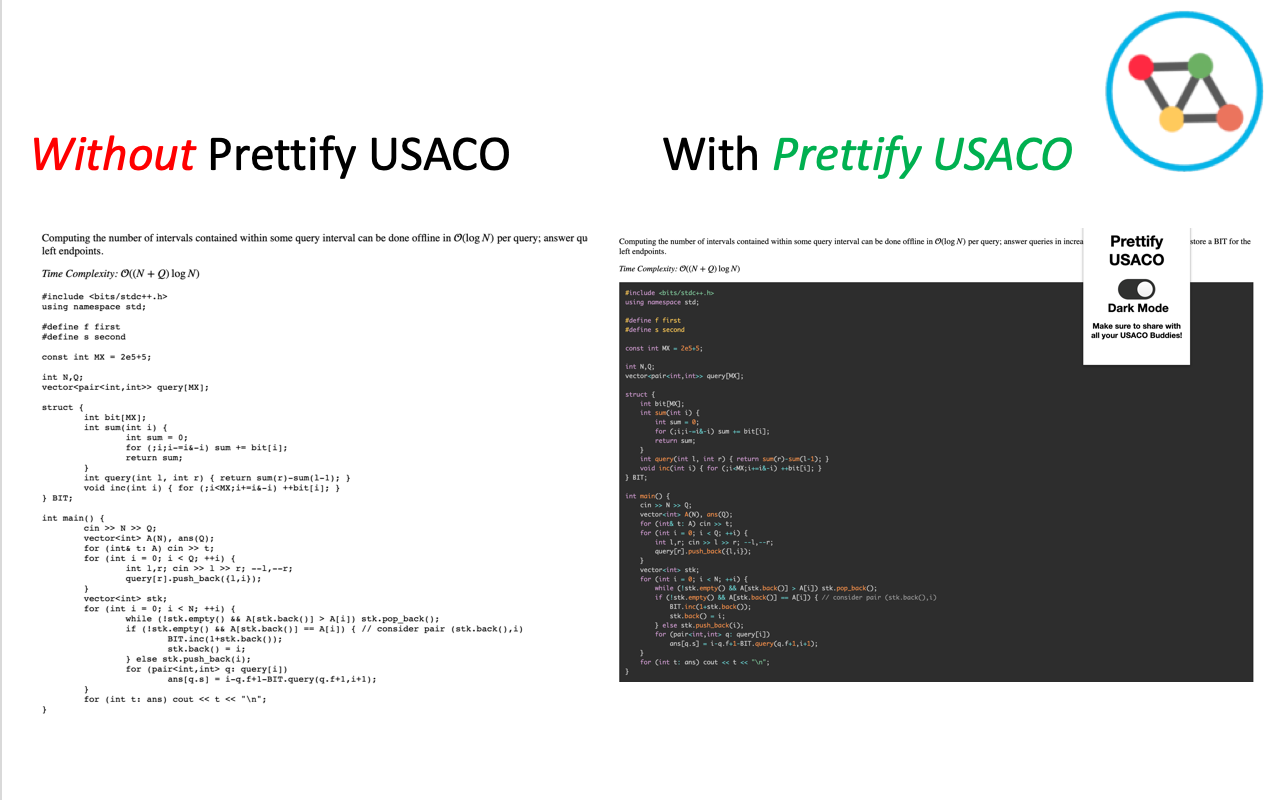 Without Prettify USACO
Computing the number of intervals contained within some query interval can be done offline in O(log N) per query; answer qu
left endpoints.
Time Complexity: O((N + Q) log N)
#include <bits/stdc++.h>
using namespace std;
#define f first
#define s second
const int MX = 2e5+5;
int N,Q;
vector<pair<int,int>> query[MX];
struct {
int bit[MX];
int sum(int i) {
int sum = 0;
for (;i;i-=i&-i) sum += bit[i];
return sum;
}
int query(int l, int r) { return sum(r)-sum(l-1); }
void inc(int i) { for (;i<MX;i+=i&-i) ++bit[i]; }
} BIT;
int main() {
cin >> N >> Q;
vector<int> A(N), ans(Q);
for (int& t: A) cin >> t;
for (int i = 0; i < Q; ++i) {
int l,r; cin >> l >> r; --l,--r;
query[r].push_back({l,i});
}
vector<int> stk;
for (int i = 0; i < N; ++i) {
while (!stk.empty() && A[stk.back()] > A[i]) stk.pop_back();
if (!stk.empty() && A[stk.back()] == A[i]) { // consider pair (stk.back(),i)
BIT.inc(1+stk.back());
stk.back() = i;
} else stk.push_back(i);
for (pair<int,int> q: query[i])
ans[q.s] = i-q.f+1-BIT.query(q.f+1,i+1);
}
for (int t: ans) cout << t << "\n";
}
With Prettify USACO
Computing the number of intervals contained within some query interval can be done offline in O(log N) per query; answer queries in increa store a BIT for the
left endpoints.
Time Complexity: O((N + Q) log N)
Prettify
USACO
Dark Mode
Make sure to share with
all your USACO Buddies!
#include <bits/stdc++.h>
using namespace std;
#define f first
#define s second
const int MX = 2e5+5;
int N,Q;
vector<pair<int,int>> query[MX];
struct {
int bit[MX];
int sum(int i) {
int sum = 0;
for (;i;i-=i&-i) sum += bit[i];
return sum;
}
int query(int l, int r) { return sum(r)-sum(l-1); }
void inc(int i) { for (;i<MX;i+=i&-i) ++bit[i]; }
} BIT;
int main() {
cin >> N >> Q;
vector<int> A(N), ans(Q);
for (int& t: A) cin >> t;
for (int i = 0; i < Q; ++i) {
int l,r; cin >> l >> r; --l,--r;
query[r].push_back({l,i});
}
vector<int> stk;
for (int i = 0; i < N; ++i) {
while (!stk.empty() && A[stk.back()] > A[i]) stk.pop_back();
if (!stk.empty() && A[stk.back()] == A[i]) { // consider pair (stk.back(),i)
BIT.inc(1+stk.back());
stk.back() = i;
} else stk.push_back(i);
for (pair<int,int> q: query[i])
ans[q.s] = i-q.f+1-BIT.query(q.f+1,i+1);
}
for (int t: ans) cout << t << "\n";
}